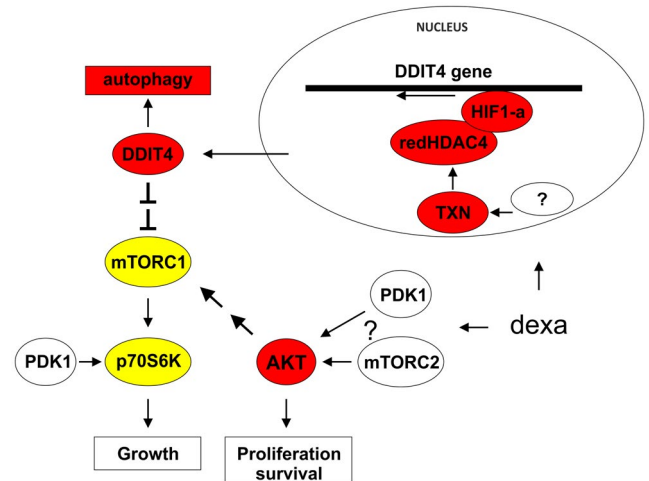 NUCLEUS
DDIT4 gene
autophagy
HIF1-a
redHDAC4
DDIT4
?
TXN
mTORC1
PDK1
?
dexa
PDK1
p70S6K
AKT
mTORC2
Growth
Proliferation
survival